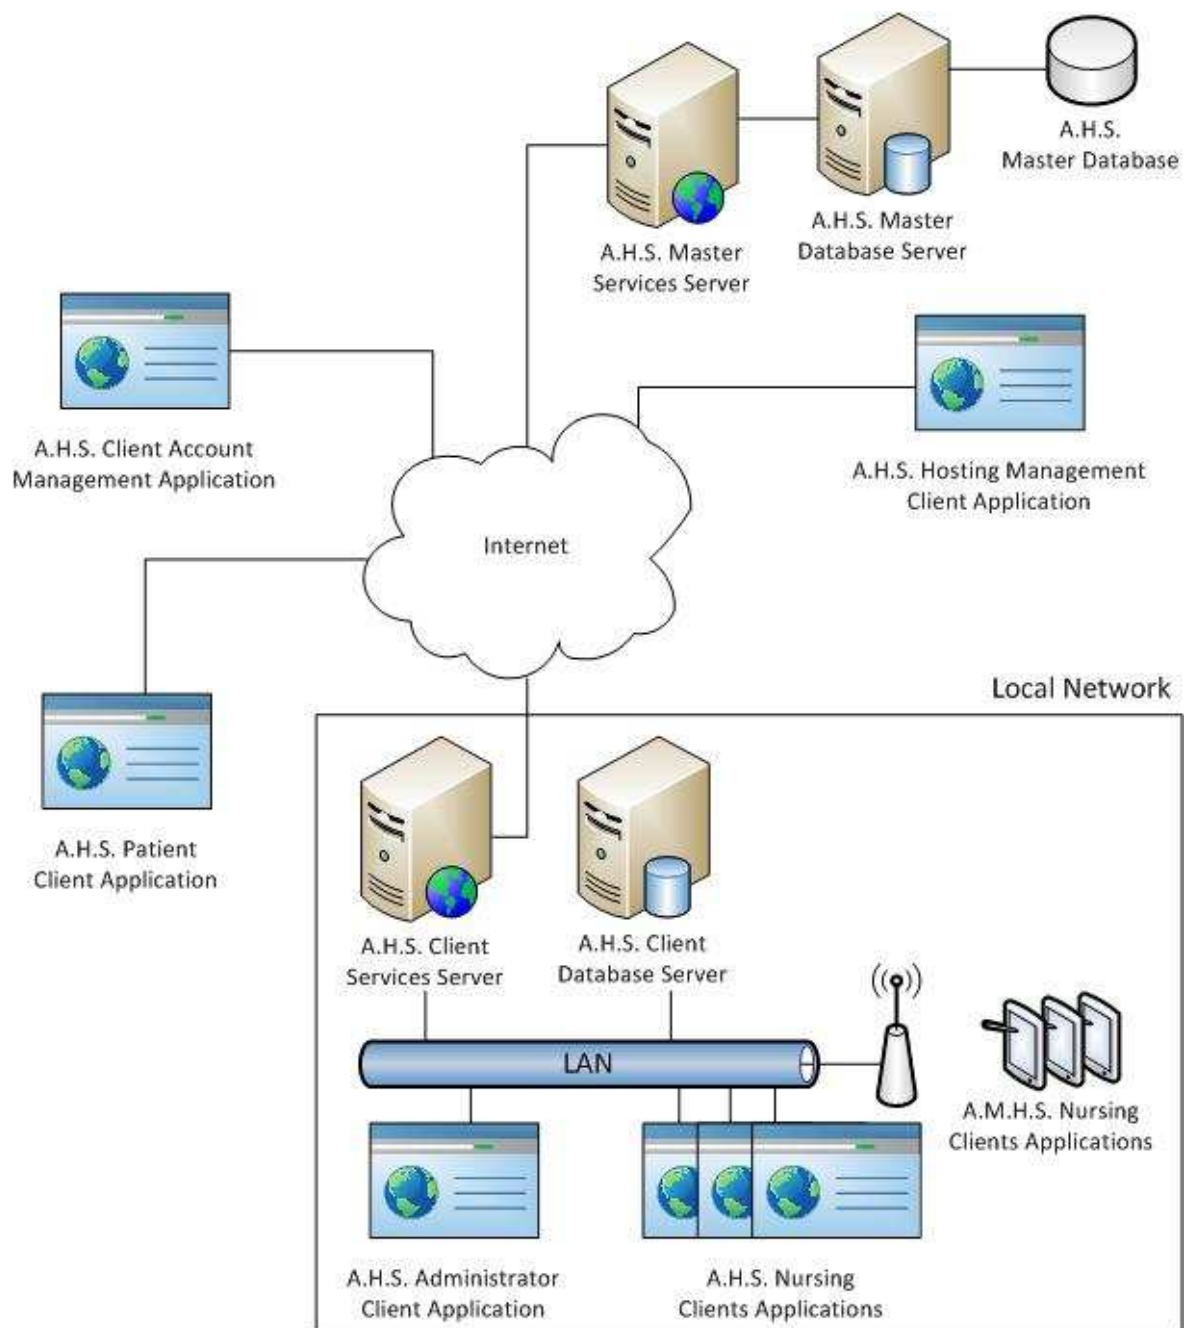 A.H.S.
Master Database
A.H.S. Master
Database Server
A.H.S. Master
Services Server
A.H.S. Client Account
Management Application
A.H.S. Hosting Management
Client Application
Internet
Local Network
A.H.S. Patient
Client Application
A.H.S. Client
Services Server
A.H.S. Client
Database Server
LAN
A.M.H.S. Nursing
Clients Applications
A.H.S. Administrator
Client Application
A.H.S. Nursing
Clients Applications